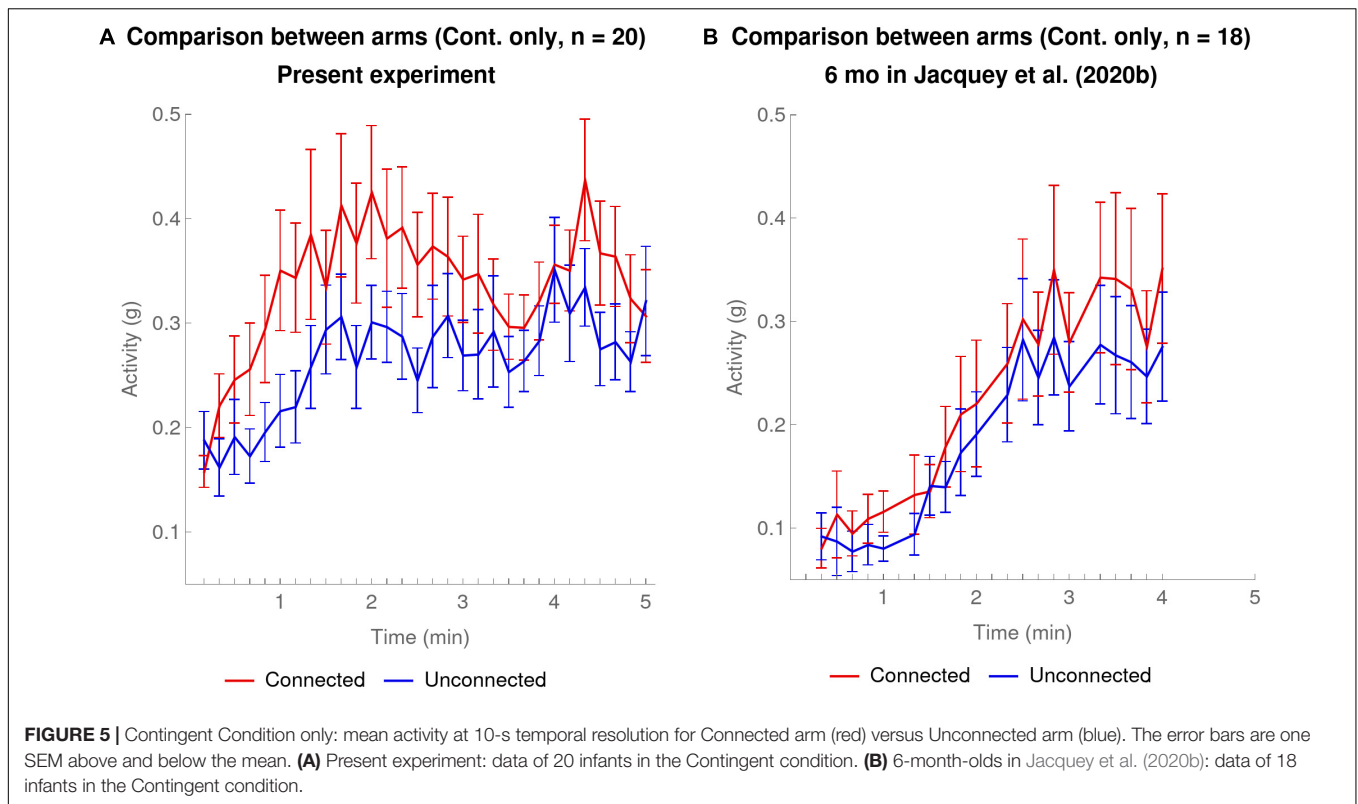 A Comparison between arms (Cont. only, n = 20)
Present experiment
0.5
0.4
0.3
0.2
0.1
Activity (g)
1 2 3 4 5
Time (min)
Connected Unconnected
B Comparison between arms (Cont. only, n = 18)
6 mo in Jacquey et al. (2020b)
0.5
0.4
0.3
0.2
0.1
Activity (g)
1 2 3 4 5
Time (min)
Connected Unconnected
FIGURE 5 | Contingent Condition only: mean activity at 10-s temporal resolution for Connected arm (red) versus Unconnected arm (blue). The error bars are one
SEM above and below the mean. (A) Present experiment: data of 20 infants in the Contingent condition. (B) 6-month-olds in Jacquey et al. (2020b): data of 18
infants in the Contingent condition.